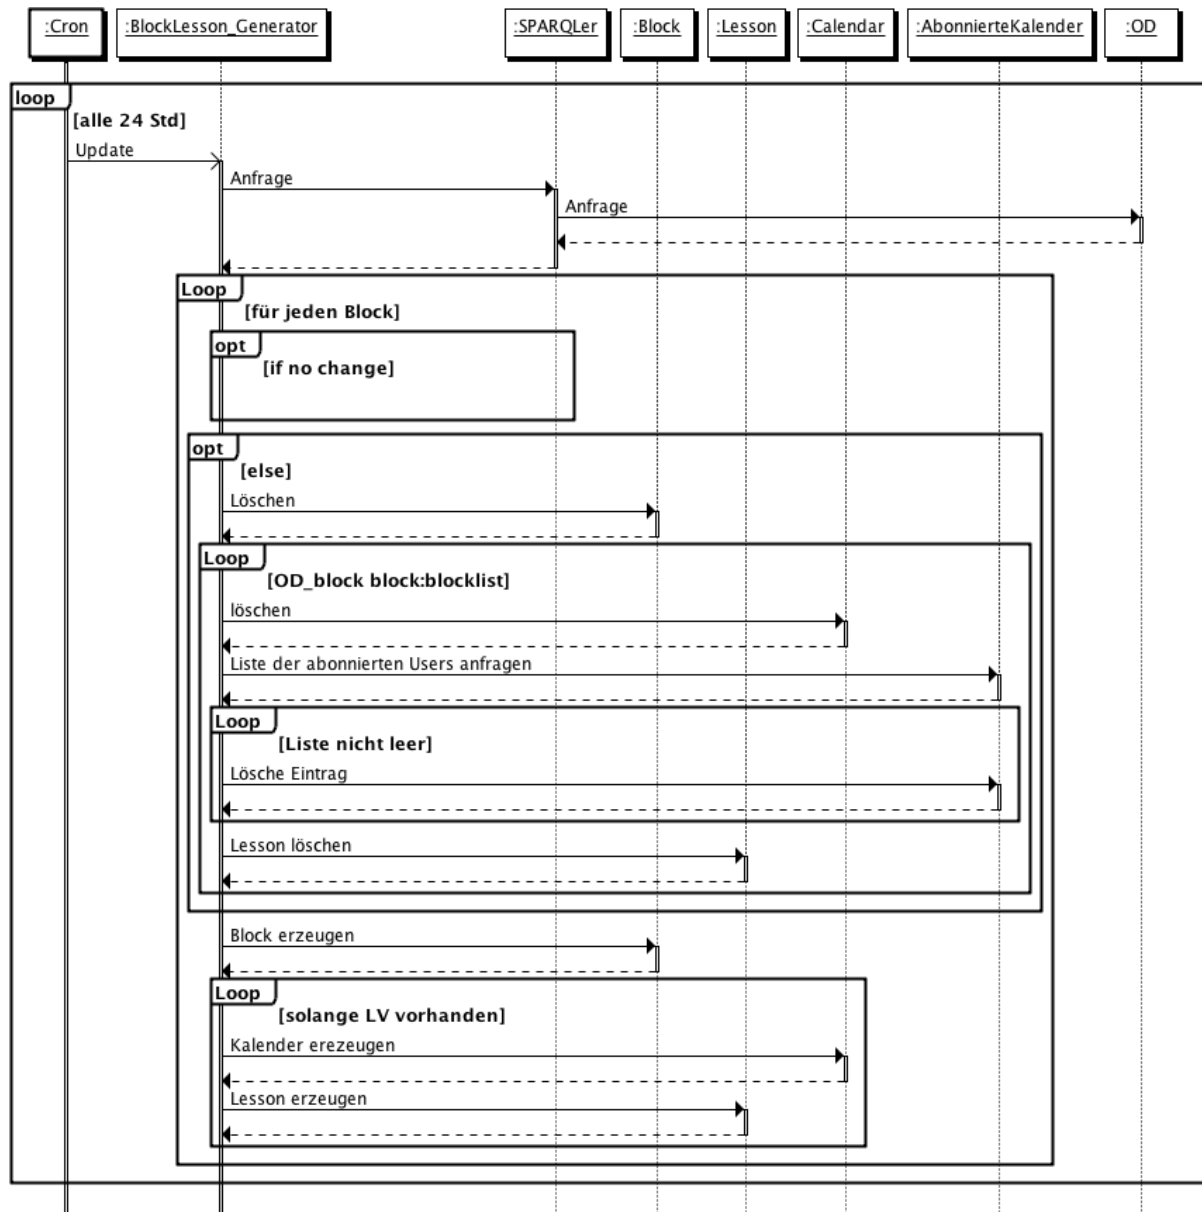 :Cron
:BlockLesson_Generator
:SPARQLer
:Block
:Lesson
:Calendar
:AbonnierteKalender
:OD
loop
[alle 24 Std]
Update
Anfrage
Anfrage
Loop
[für jeden Block]
opt
[if no change]
opt
[else]
Löschen
Loop
[OD_block block:blocklist]
löschen
Liste der abonnierten Users anfragen
Loop
[Liste nicht leer]
Lösche Eintrag
Lesson löschen
Block erzeugen
Loop
[solange LV vorhanden]
Kalender erezeugen
Lesson erzeugen